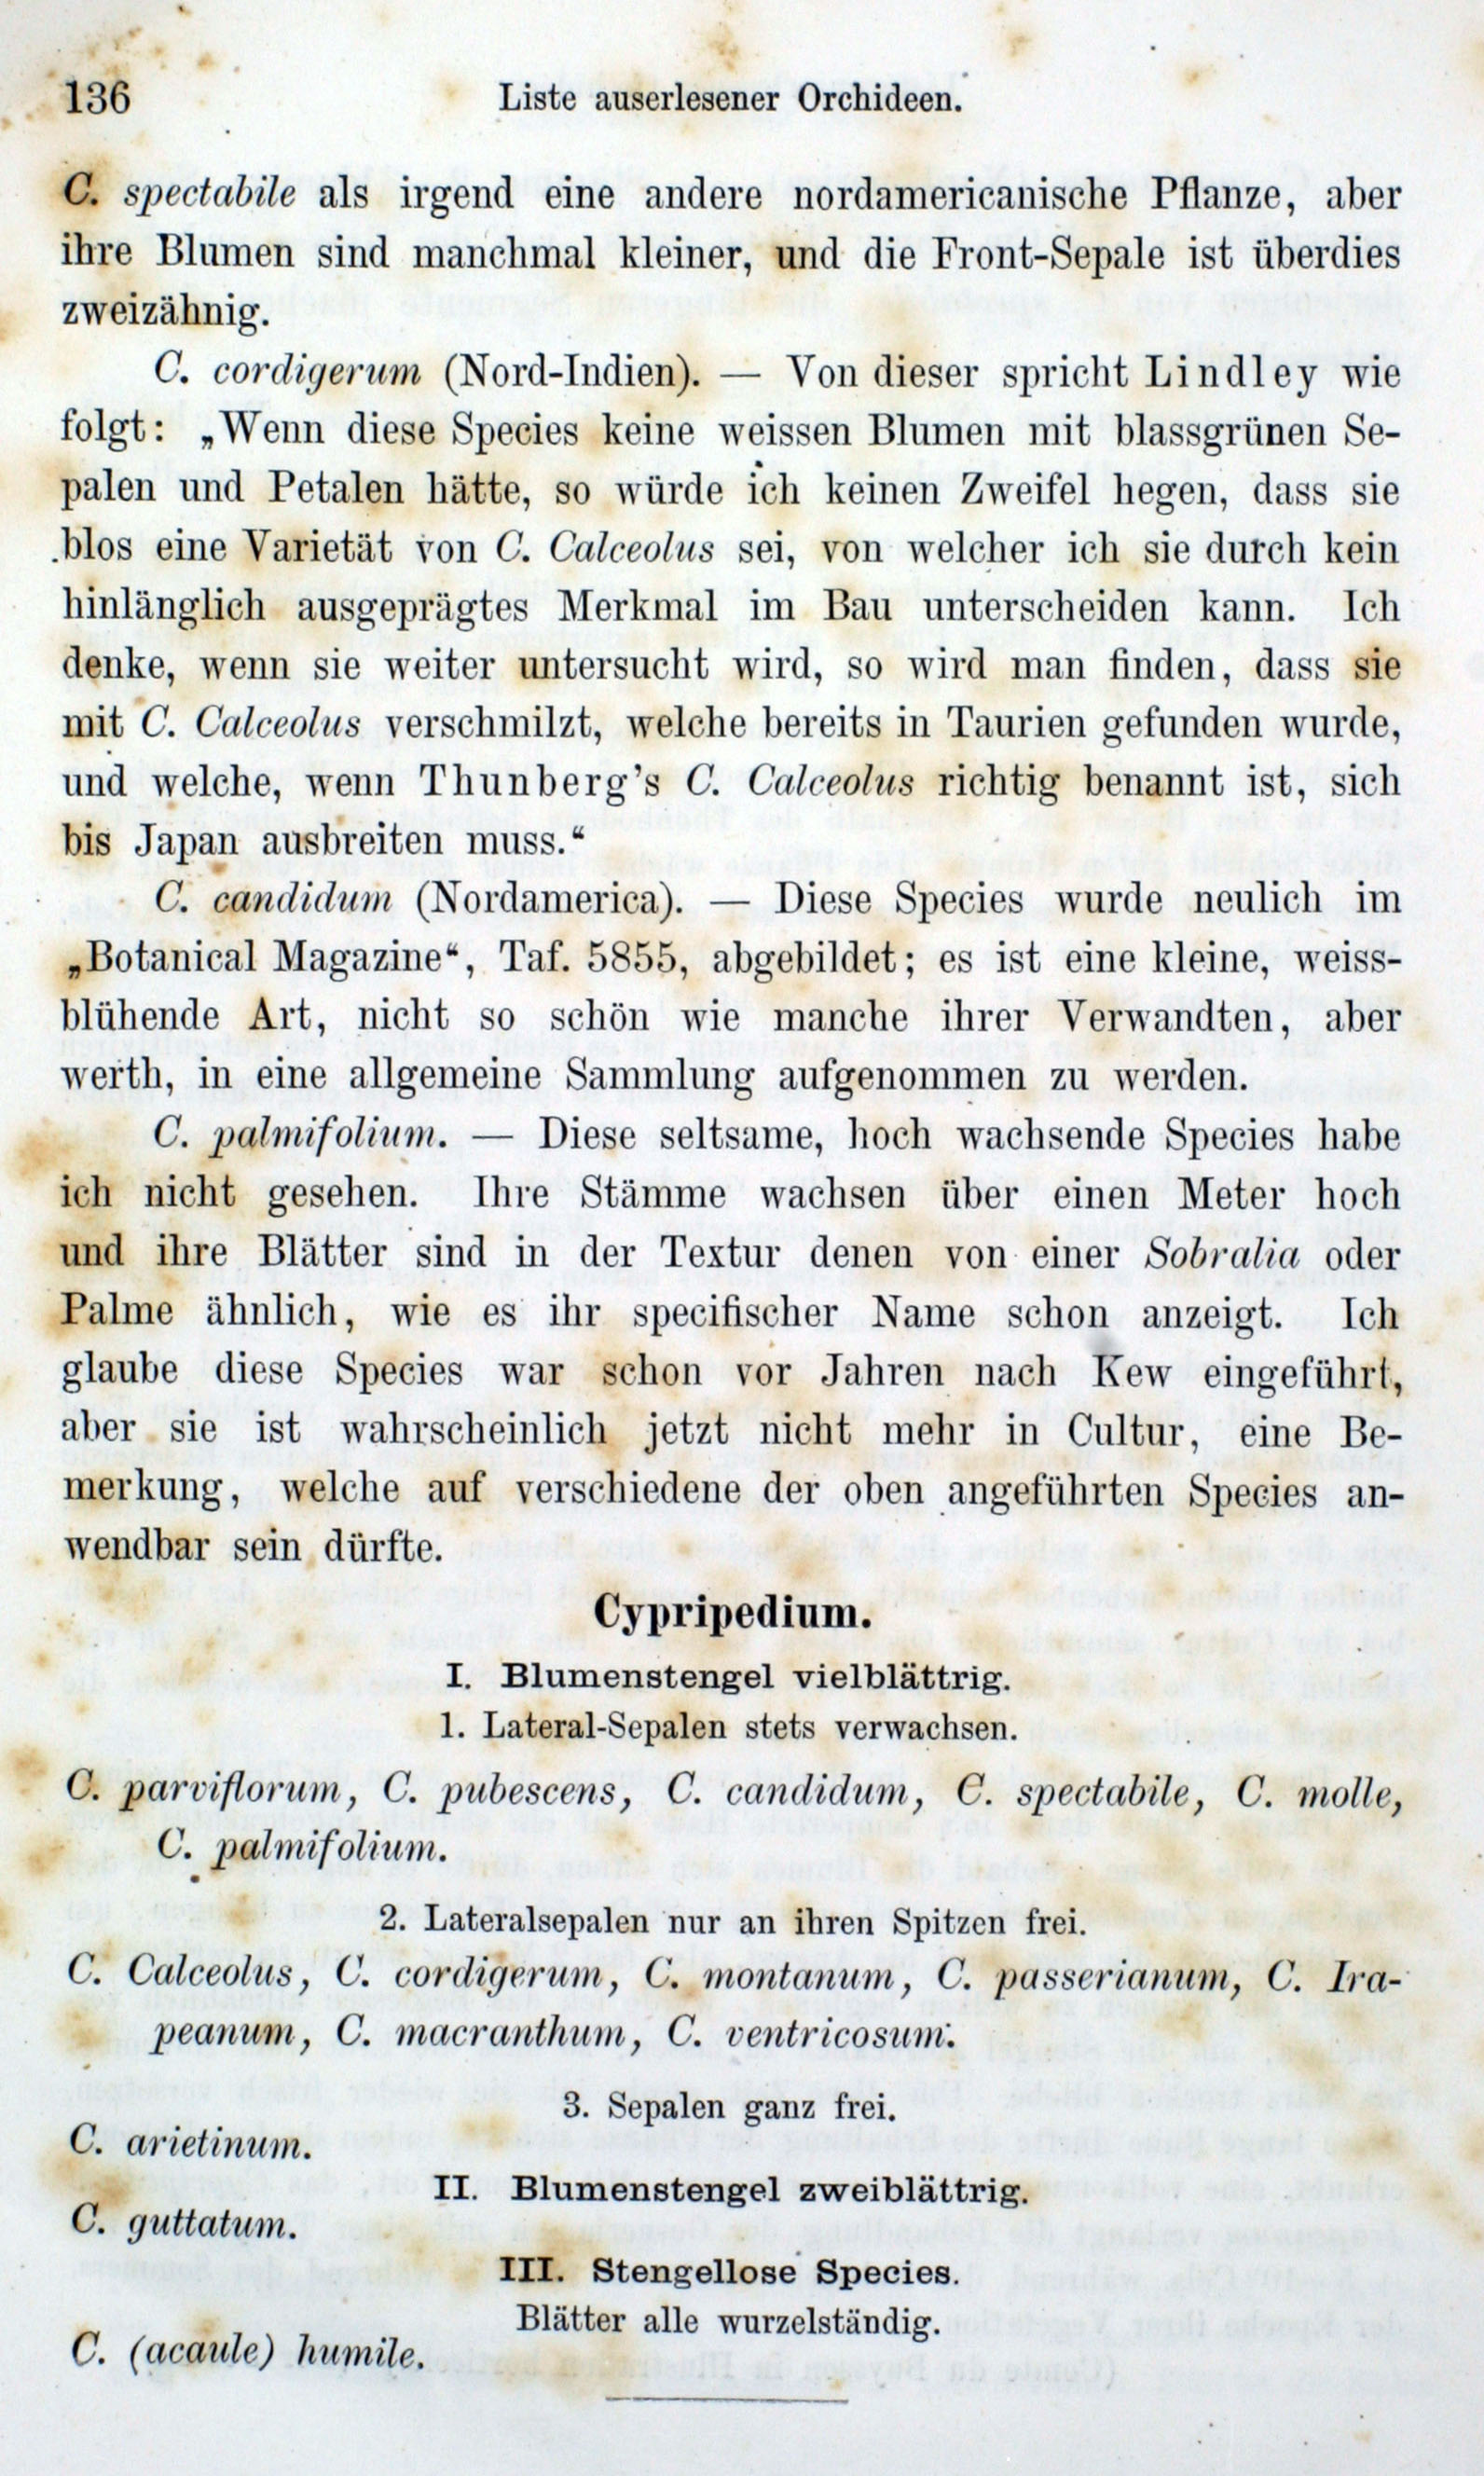 136
Liste auserlesener Orchideen.
C. spectabile als irgend eine andere nordamericanische Pflanze, aber
ihre Blumen sind manchmal kleiner, und die Front-Sepale ist überdies
zweizähnig.
C. cordigerum (Nord-Indien). — Von dieser spricht Lindley wie
folgt: „Wenn diese Species keine weissen Blumen mit blassgrünen Se-
palen und Petalen hätte, so würde ich keinen Zweifel hegen, dass sie
blos eine Varietät von C. Calceolus sei, von welcher ich sie durch kein
hinlänglich ausgeprägtes Merkmal im Bau unterscheiden kann. Ich
denke, wenn sie weiter untersucht wird, so wird man finden, dass sie
mit C. Calceolus verschmilzt, welche bereits in Taurien gefunden wurde,
und welche, wenn Thunberg's C. Calceolus richtig benannt ist, sich
bis Japan ausbreiten muss.“
C. candidum (Nordamerica). — Diese Species wurde neulich im
„Botanical Magazine“, Taf. 5855, abgebildet; es ist eine kleine, weiss-
blühende Art, nicht so schön wie manche ihrer Verwandten, aber
werth, in eine allgemeine Sammlung aufgenommen zu werden.
C. palmifolium. — Diese seltsame, hoch wachsende Species habe
ich nicht gesehen. Ihre Stämme wachsen über einen Meter hoch
und ihre Blätter sind in der Textur denen von einer Sobralia oder
Palme ähnlich, wie es ihr specifischer Name schon anzeigt. Ich
glaube diese Species war schon vor Jahren nach Kew eingeführt,
aber sie ist wahrscheinlich jetzt nicht mehr in Cultur, eine Be-
merkung, welche auf verschiedene der oben angeführten Species an-
wendbar sein dürfte.
Cypripedium.
I. Blumenstengel vielblättrig.
1. Lateral-Sepalen stets verwachsen.
C. parviflorum, C. pubescens, C. candidum, C. spectabile, C. molle,
C. palmifolium.
2. Lateralsepalen nur an ihren Spitzen frei.
C. Calceolus, C. cordigerum, C. montanum, C. passerianum, C. Ira-
peanum, C. macranthum, C. ventricosum.
3. Sepalen ganz frei.
C. arietinum.
II. Blumenstengel zweiblättrig.
C. guttatum.
III. Stengellose Species.
Blätter alle wurzelständig.
C. (acaule) humile.